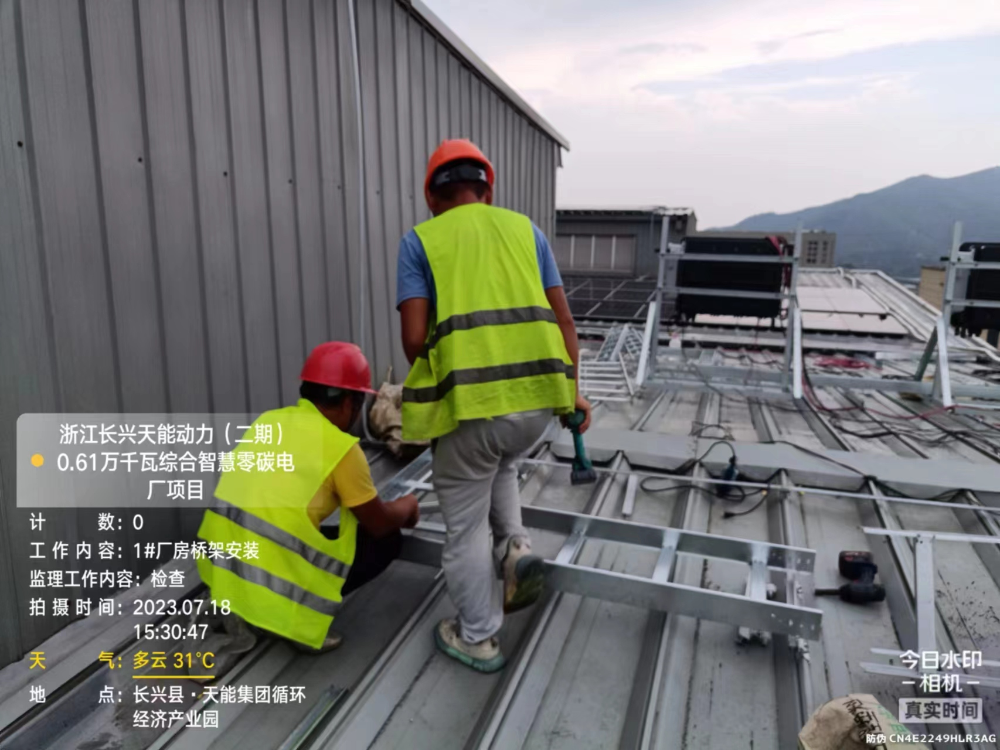 浙江长兴天能动力（二期）
0.61万千瓦综合智慧零碳电
厂项目
计数：0
工作内容：1#厂房桥架安装
监理工作内容：检查
拍摄时间：2023.07.18
15:30:47
天气：多云 31℃
地点：长兴县·天能集团循环
经济产业园
今日水印
-相机-
真实时间
防伪 CN4E2249HLR3AG